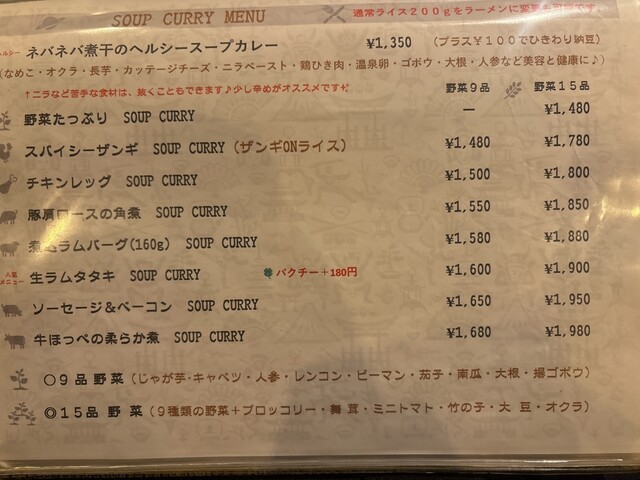 SOUP CURRY MENU 通常ライス200gをラーメンに変更も可能です。
ヘルシー ネバネバ煮干のヘルシースープカレー ¥1,350 (プラス¥100でひきわり納豆)
(なめこ・オクラ・長芋・カッテージチーズ・ニラペースト・鶏ひき肉・温泉卵・ゴボウ・大根・人参など美容と健康に♪)
↑ニラなど苦手な食材は、抜くこともできます♪少し辛めがオススメです
野菜9品 野菜15品
野菜たっぷり SOUP CURRY ー ¥1,480
スパイシーザンギ SOUP CURRY (ザンギONライス) ¥1,480 ¥1,780
チキンレッグ SOUP CURRY ¥1,500 ¥1,800
豚肩ロースの角煮 SOUP CURRY ¥1,550 ¥1,850
煮込ラムバーグ(160g) SOUP CURRY ¥1,580 ¥1,880
人気メニュー 生ラムタタキ SOUP CURRY パクチー+180円 ¥1,600 ¥1,900
ソーセージ&ベーコン SOUP CURRY ¥1,650 ¥1,950
牛ほっぺの柔らか煮 SOUP CURRY ¥1,680 ¥1,980
○9品 野菜 (じゃが芋・キャベツ・人参・レンコン・ピーマン・茄子・南瓜・大根・揚ゴボウ)
◎15品 野菜 (9種類の野菜+ブロッコリー・舞茸・ミニトマト・竹の子・大豆・オクラ)